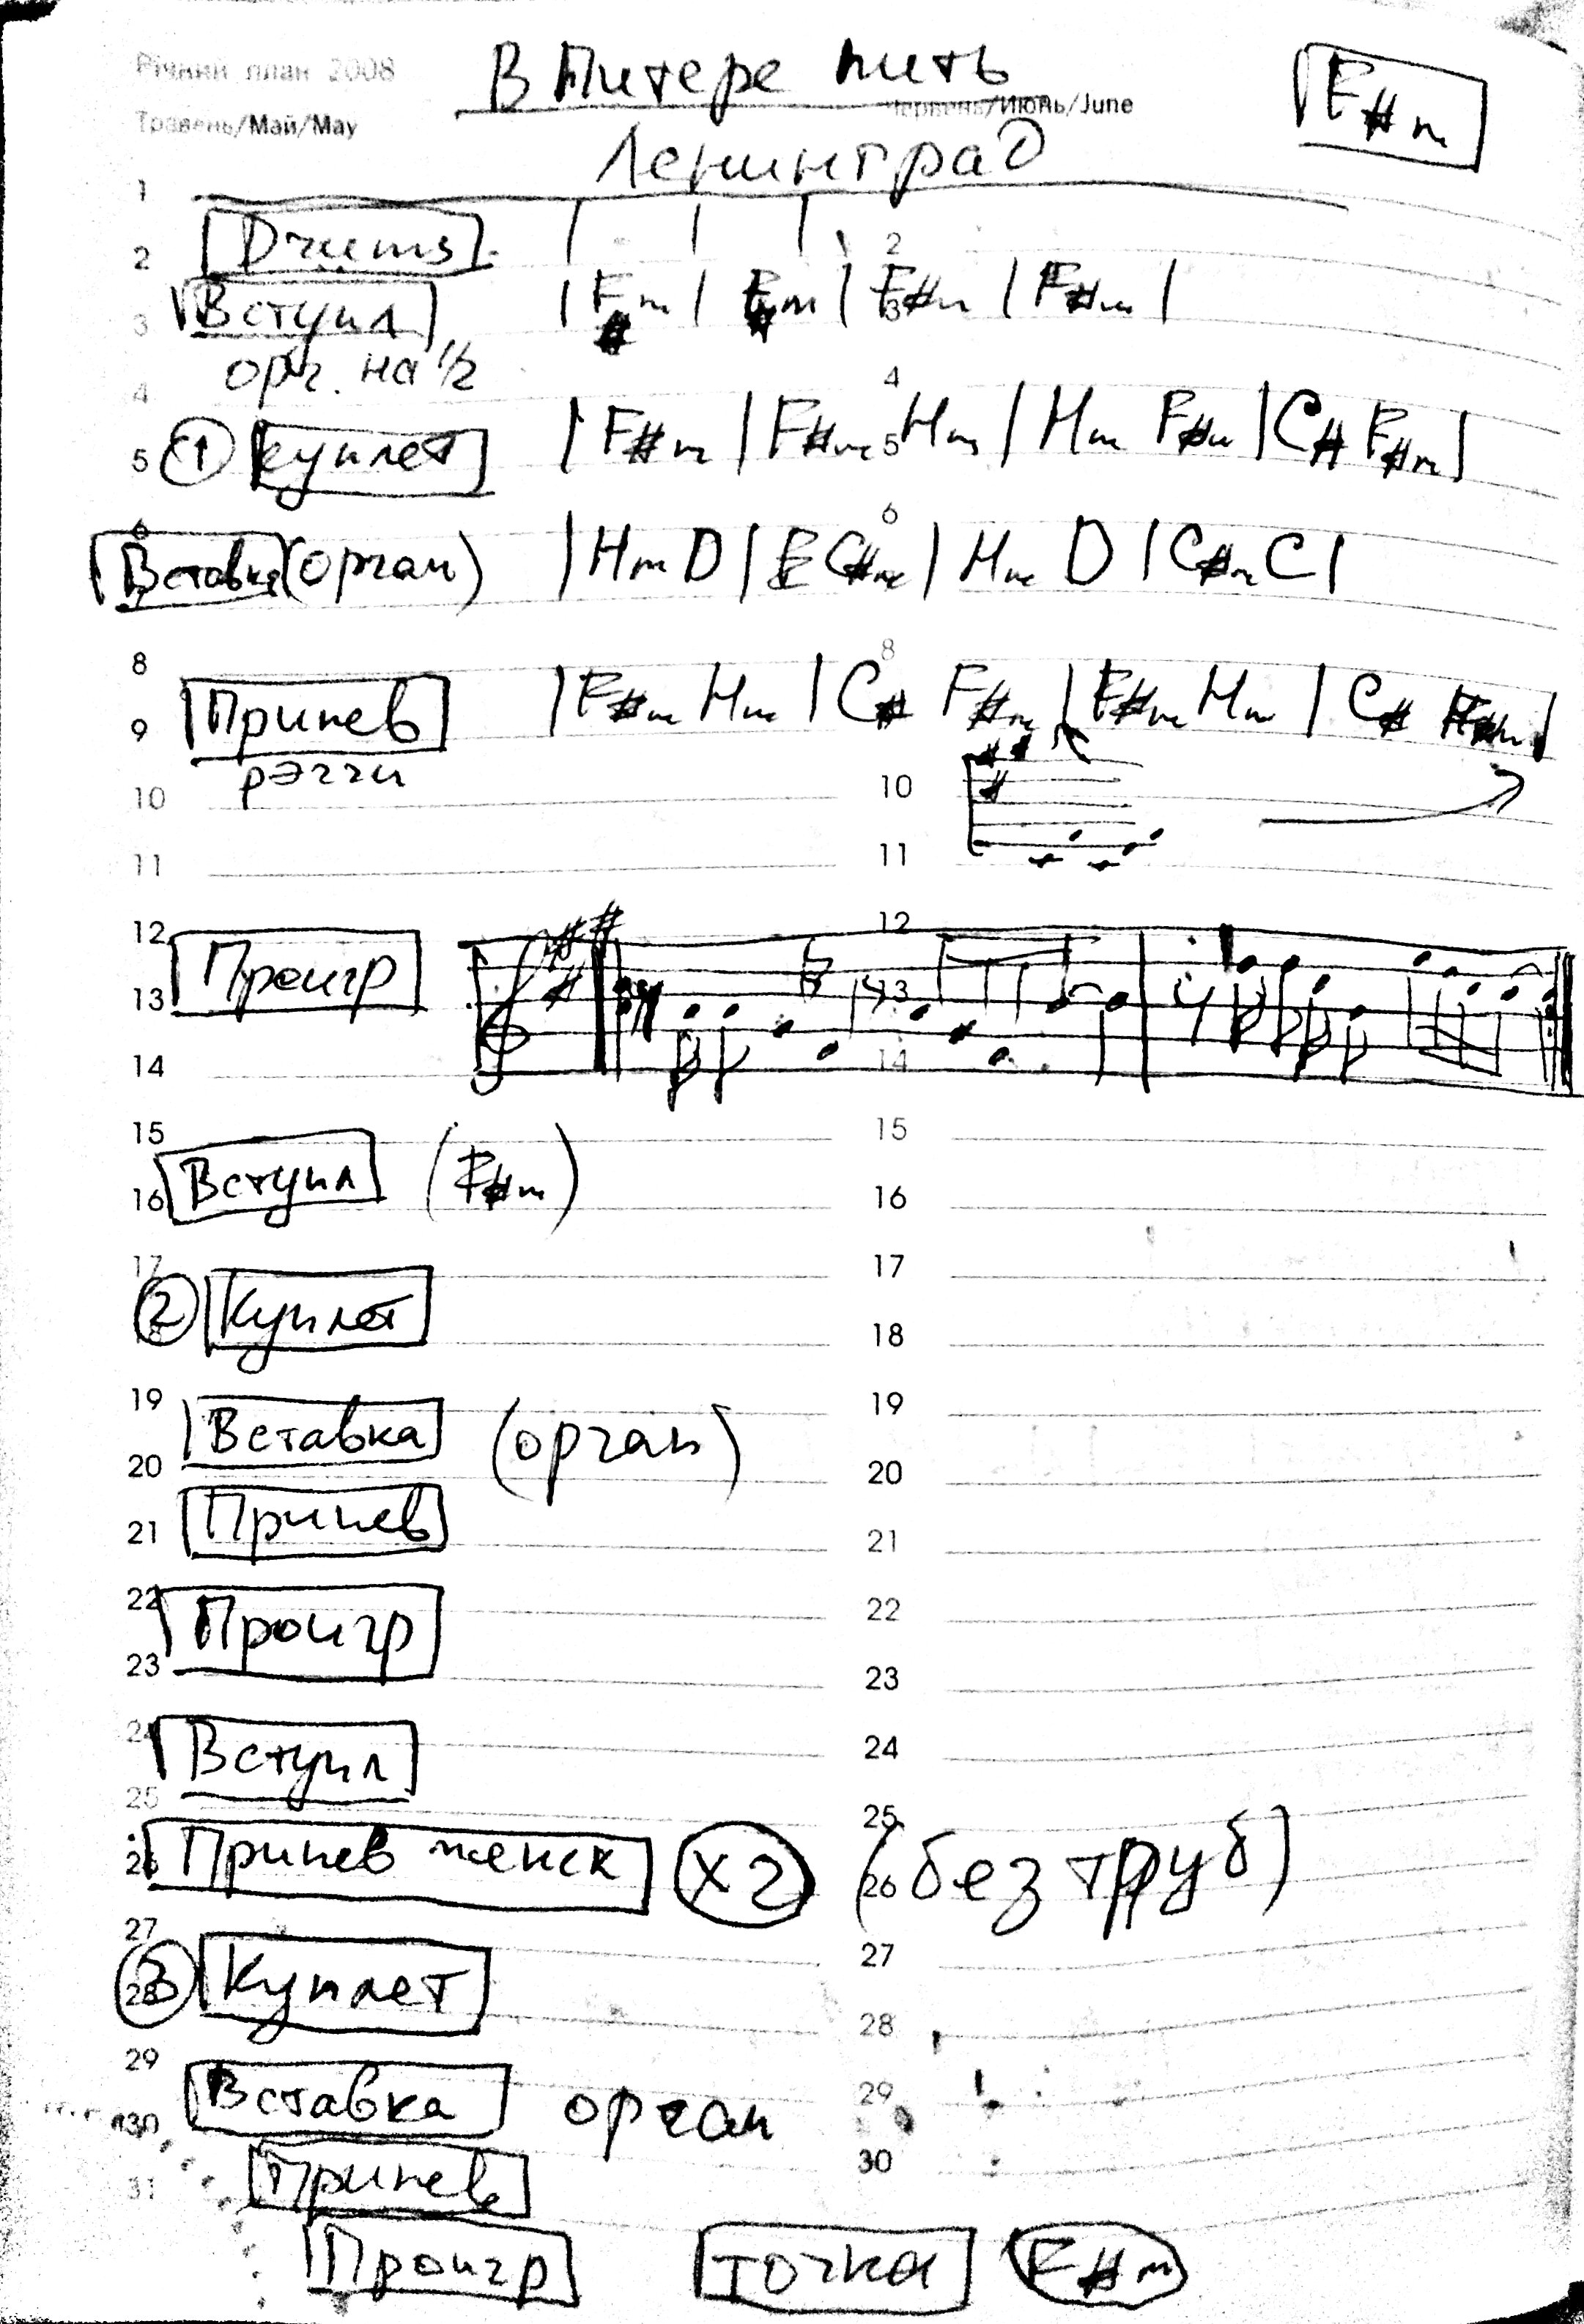 Річний план 2008
В Питере пить
F#m
Травень/Май/May
Червень/Июнь/June
Ленинград
1
2 Drums | | | 2
3 Вступл | F#m | F#m | F#m | F#m | 3
4 орг. на 1/2 4
5 1 куплет | F#m | F#m Hm | Hm F#m | C# F#m | 5
6 6
7 Вставка (орган) | Hm D | E C#m | Hm D | C#m C | 7
8 8
9 Припев | F#m Hm | C# F#m | F#m Hm | C# F#m |
рэгги
10 10
11 11
12 12
13 Проигр 13
14 14
15 15
16 Вступл (F#m) 16
17 17
2 Куплет
18 18
19 19
Вставка (орган)
20 20
21 Припев 21
22 22
Проигр
23 23
24 24
Вступл
25 25
26 Припев женск х2 26 (без труб)
27 27
28 3 Куплет 28
29 29
30 Вставка орган 30
31 Припев
Проигр точка F#m